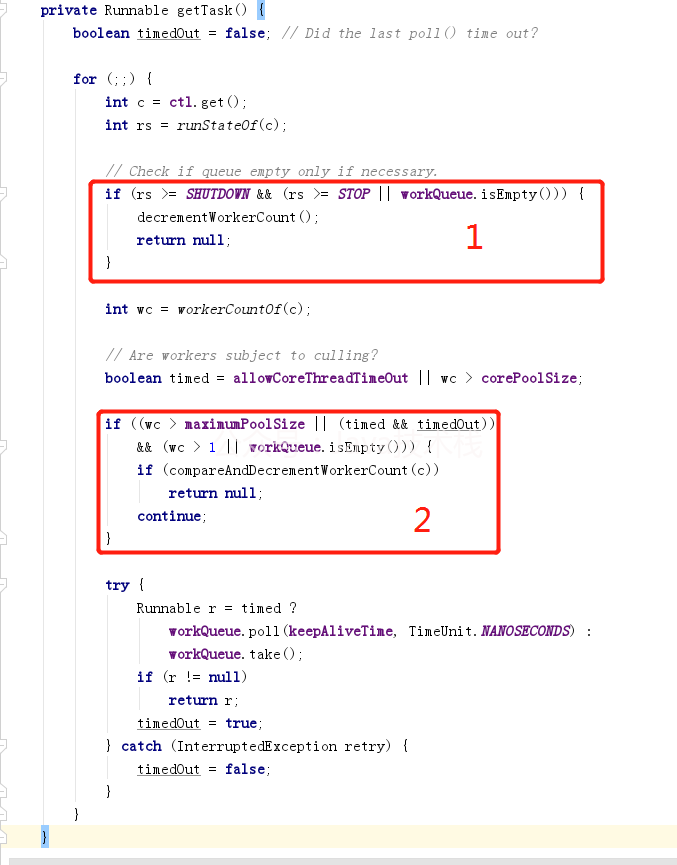 private Runnable getTask() {
boolean timedOut = false; // Did the last poll() time out?
for (;;) {
int c = ctl.get();
int rs = runStateOf(c);
// Check if queue empty only if necessary.
if (rs >= SHUTDOWN && (rs >= STOP || workQueue.isEmpty())) {
decrementWorkerCount();
return null;
1
}
int wc = workerCountOf(c);
// Are workers subject to culling?
boolean timed = allowCoreThreadTimeOut || wc > corePoolSize;
if ((wc > maximumPoolSize || (timed && timedOut))
&& (wc > 1 || workQueue.isEmpty())) {
if (compareAndDecrementWorkerCount(c))
return null;
continue;
2
}
try {
Runnable r = timed ?
workQueue.poll(keepAliveTime, TimeUnit.NANOSECONDS) :
workQueue.take();
if (r != null)
return r;
timedOut = true;
} catch (InterruptedException retry) {
timedOut = false;
}
}
}